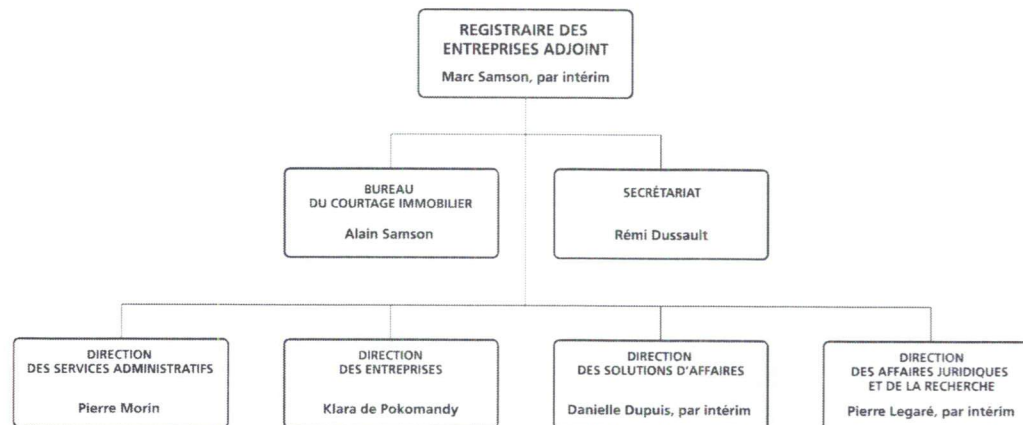 REGISTRAIRE DES
ENTREPRISES ADJOINT
Marc Samson, par intérim
BUREAU
DU COURTAGE IMMOBILIER
Alain Samson
SECRÉTARIAT
Rémi Dussault
DIRECTION
DES SERVICES ADMINISTRATIFS
Pierre Morin
DIRECTION
DES ENTREPRISES
Klara de Pokomandy
DIRECTION
DES SOLUTIONS D'AFFAIRES
Danielle Dupuis, par intérim
DIRECTION
DES AFFAIRES JURIDIQUES
ET DE LA RECHERCHE
Pierre Legaré, par intérim